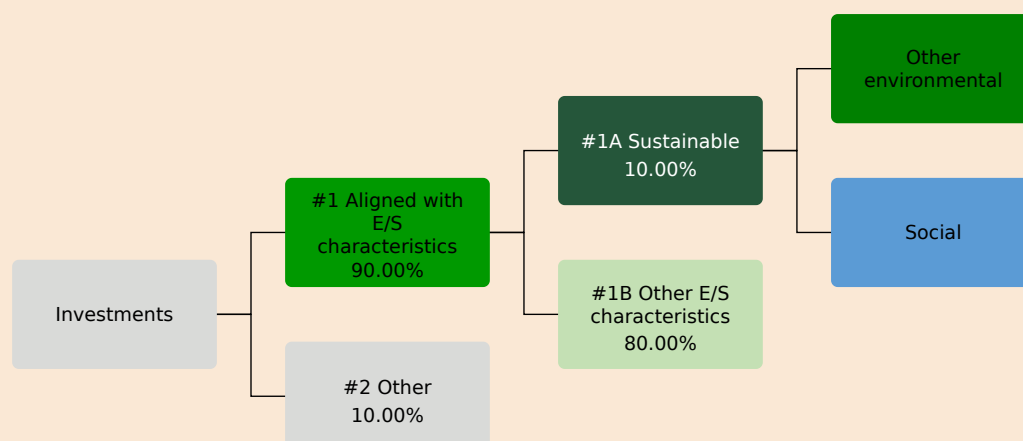 Other
environmental
#1A Sustainable
10.00%
#1 Aligned with
E/S
characteristics
90.00%
Social
Investments
#1B Other E/S
characteristics
80.00%
#2 Other
10.00%